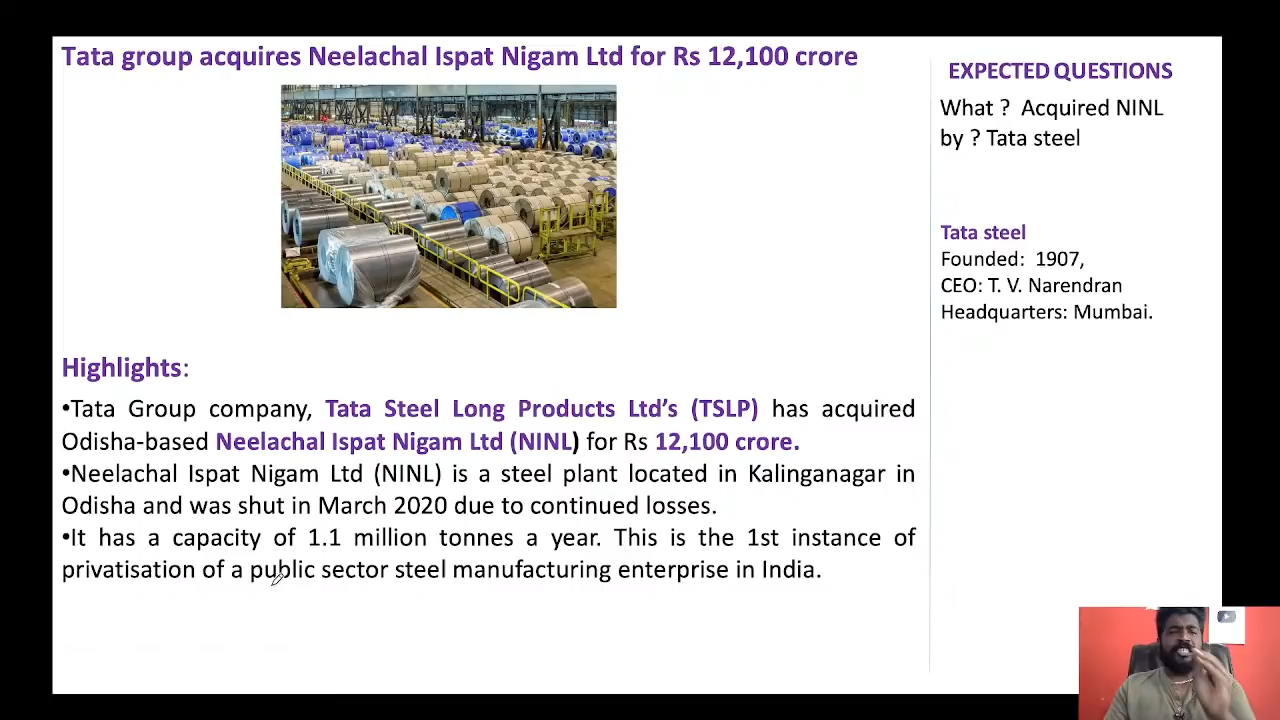 Tata group acquires Neelachal Ispat Nigam Ltd for Rs 12,100 crore
Highlights:
•Tata Group company, Tata Steel Long Products Ltd’s (TSLP) has acquired
Odisha-based Neelachal Ispat Nigam Ltd (NINL) for Rs 12,100 crore.
•Neelachal Ispat Nigam Ltd (NINL) is a steel plant located in Kalinganagar in
Odisha and was shut in March 2020 due to continued losses.
•It has a capacity of 1.1 million tonnes a year. This is the 1st instance of
privatisation of a public sector steel manufacturing enterprise in India.
EXPECTED QUESTIONS
What ? Acquired NINL
by ? Tata steel
Tata steel
Founded: 1907,
CEO: T. V. Narendran
Headquarters: Mumbai.